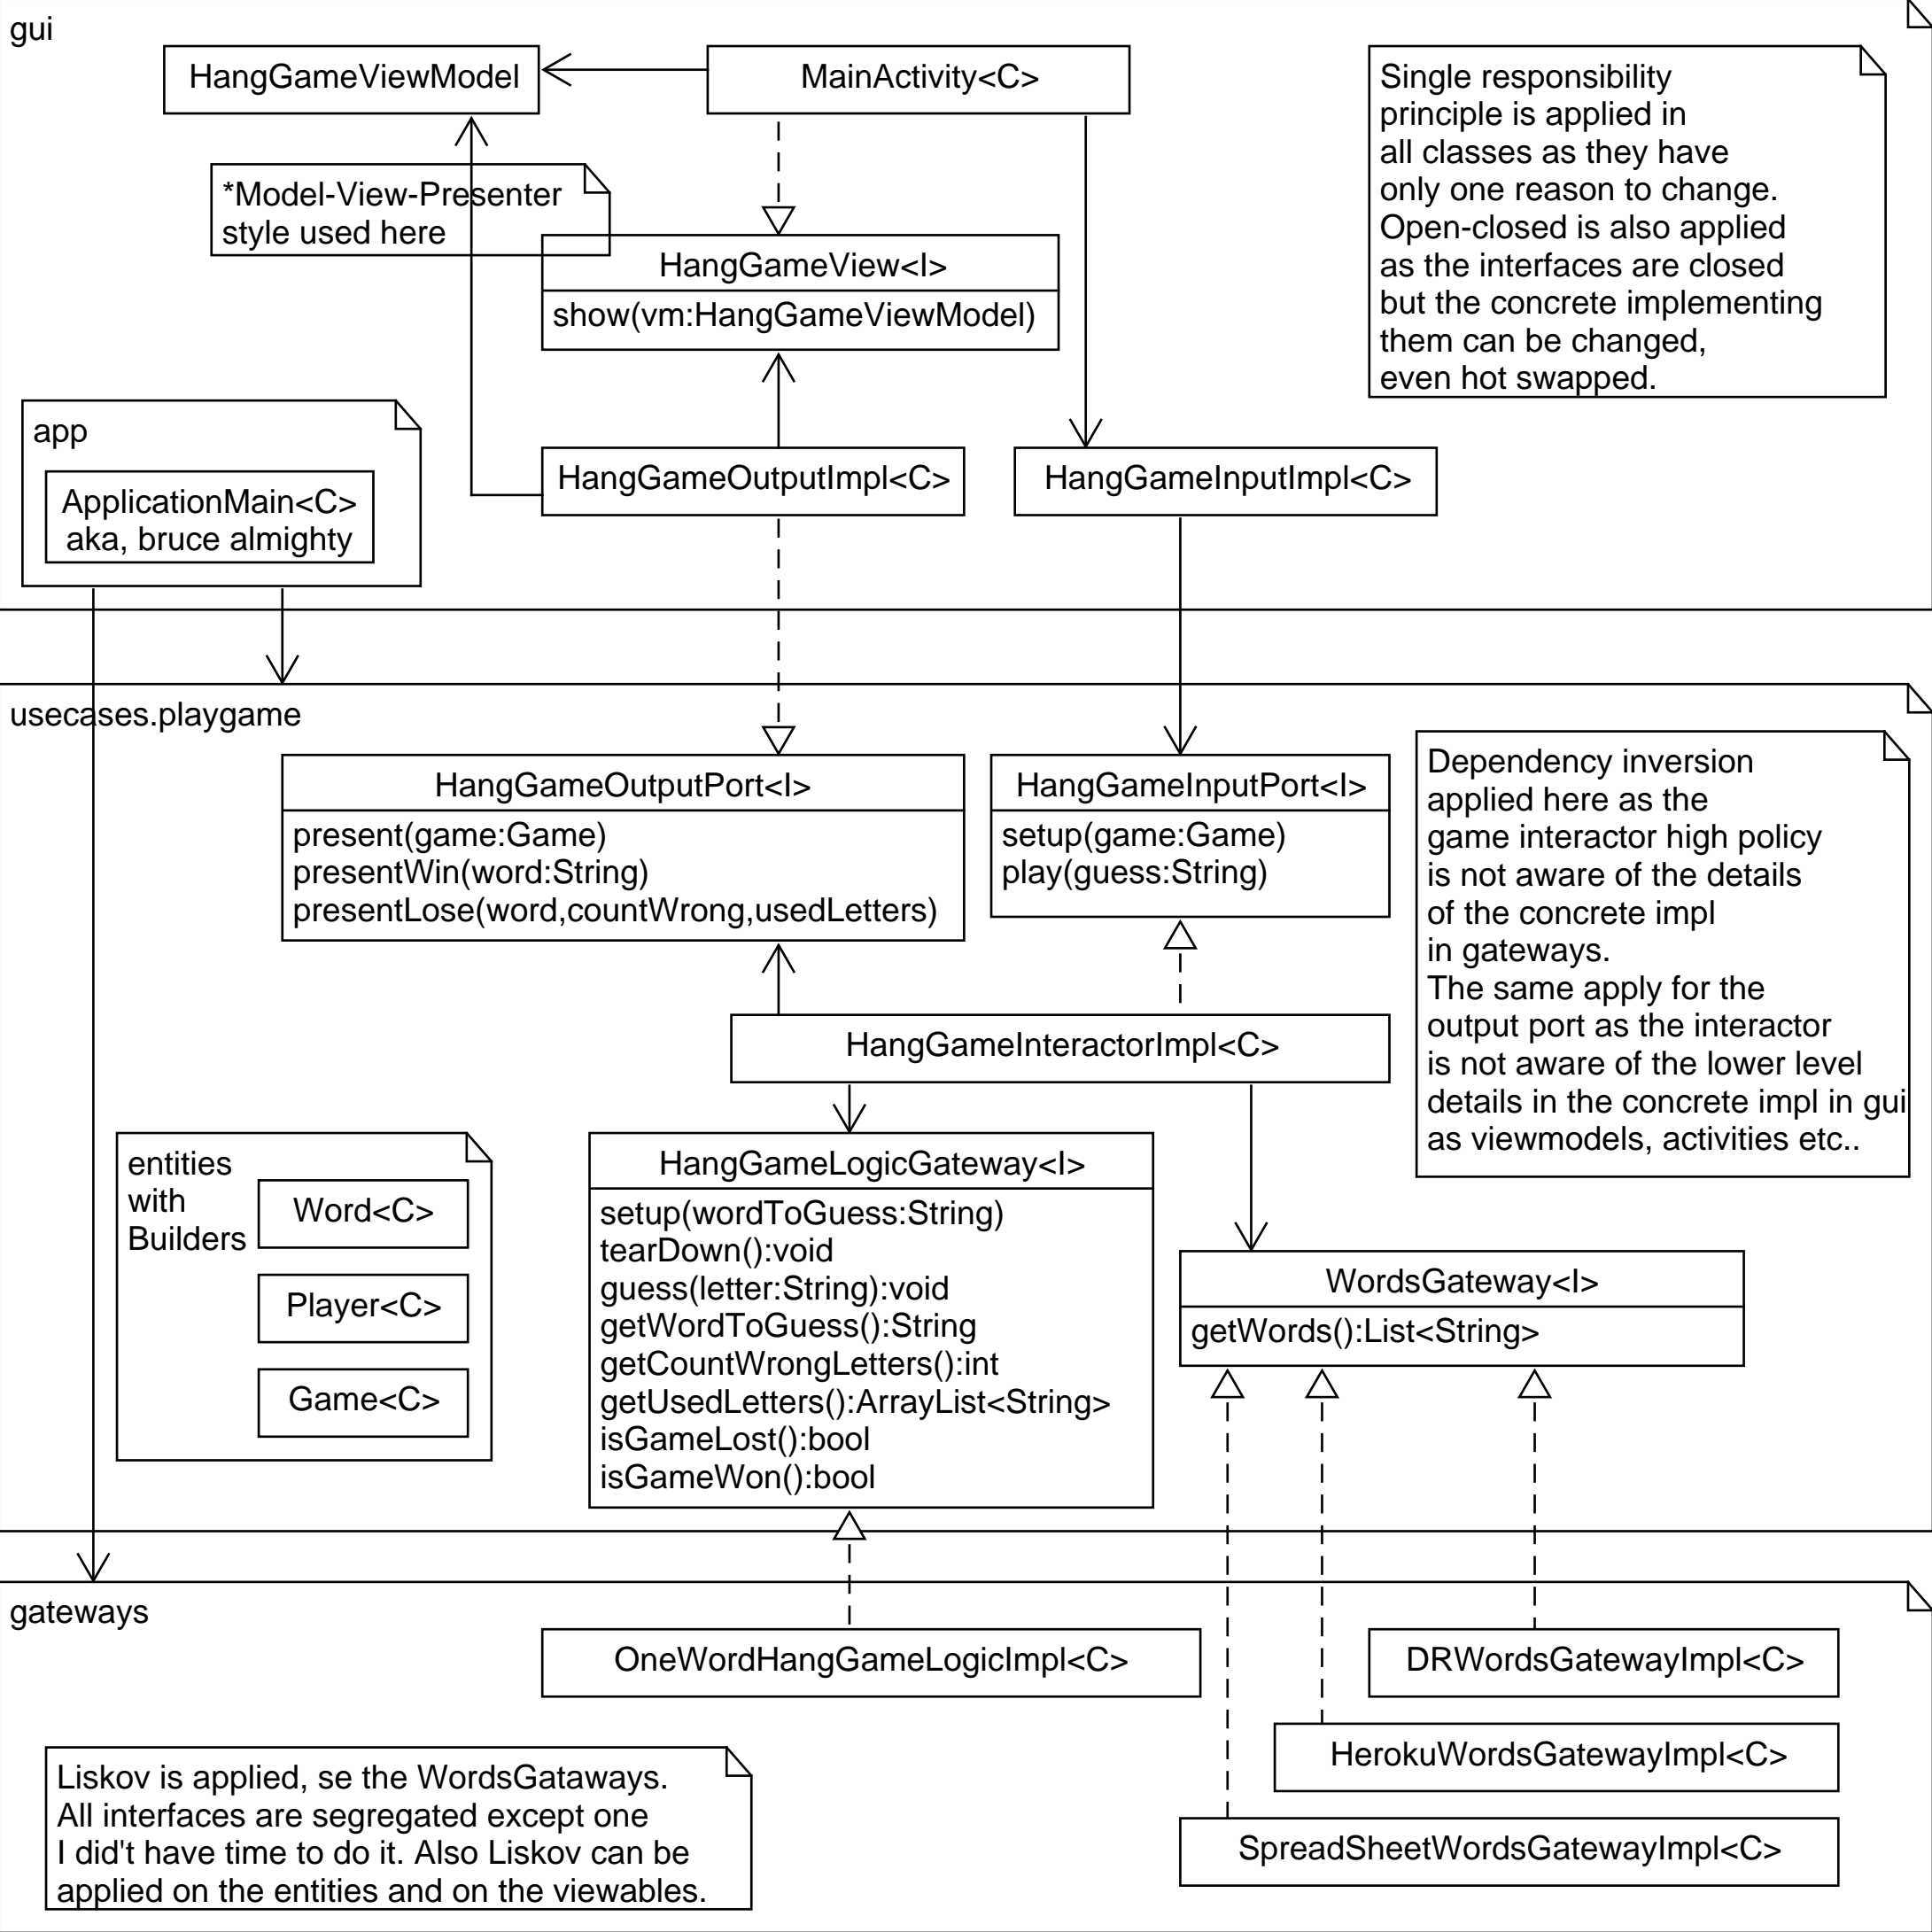 gui
HangGameViewModel
MainActivity<C>
Single responsibility
principle is applied in
all classes as they have
only one reason to change.
Open-closed is also applied
as the interfaces are closed
but the concrete implementing
them can be changed,
even hot swapped.
*Model-View-Presenter
style used here
HangGameView<I>
show(vm:HangGameViewModel)
app
ApplicationMain<C>
aka, bruce almighty
HangGameOutputImpl<C>
HangGameInputImpl<C>
usecases.playgame
HangGameOutputPort<I>
present(game:Game)
presentWin(word:String)
presentLose(word,countWrong,usedLetters)
HangGameInputPort<I>
setup(game:Game)
play(guess:String)
Dependency inversion
applied here as the
game interactor high policy
is not aware of the details
of the concrete impl
in gateways.
The same apply for the
output port as the interactor
is not aware of the lower level
details in the concrete impl in gui
as viewmodels, activities etc..
HangGameInteractorImpl<C>
entities
with
Builders
Word<C>
Player<C>
Game<C>
HangGameLogicGateway<I>
setup(wordToGuess:String)
tearDown():void
guess(letter:String):void
getWordToGuess():String
getCountWrongLetters():int
getUsedLetters():ArrayList<String>
isGameLost():bool
isGameWon():bool
WordsGateway<I>
getWords():List<String>
gateways
OneWordHangGameLogicImpl<C>
DRWordsGatewayImpl<C>
HerokuWordsGatewayImpl<C>
SpreadSheetWordsGatewayImpl<C>
Liskov is applied, se the WordsGataways.
All interfaces are segregated except one
I did't have time to do it. Also Liskov can be
applied on the entities and on the viewables.